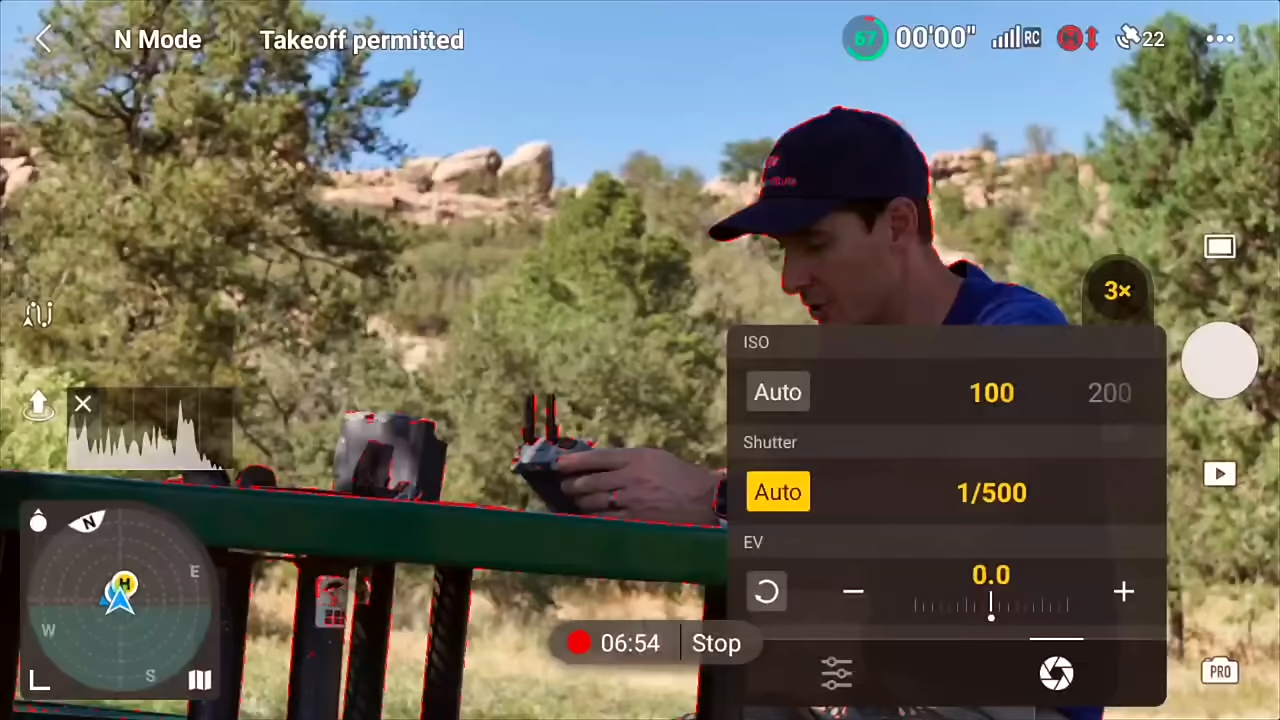 N Mode
Takeoff permitted
67
00'00"
RC
H
22
3×
ISO
Auto
100
200
Shutter
Auto
1/500
EV
0.0
06:54
Stop
N
E
H
W
S
PRO